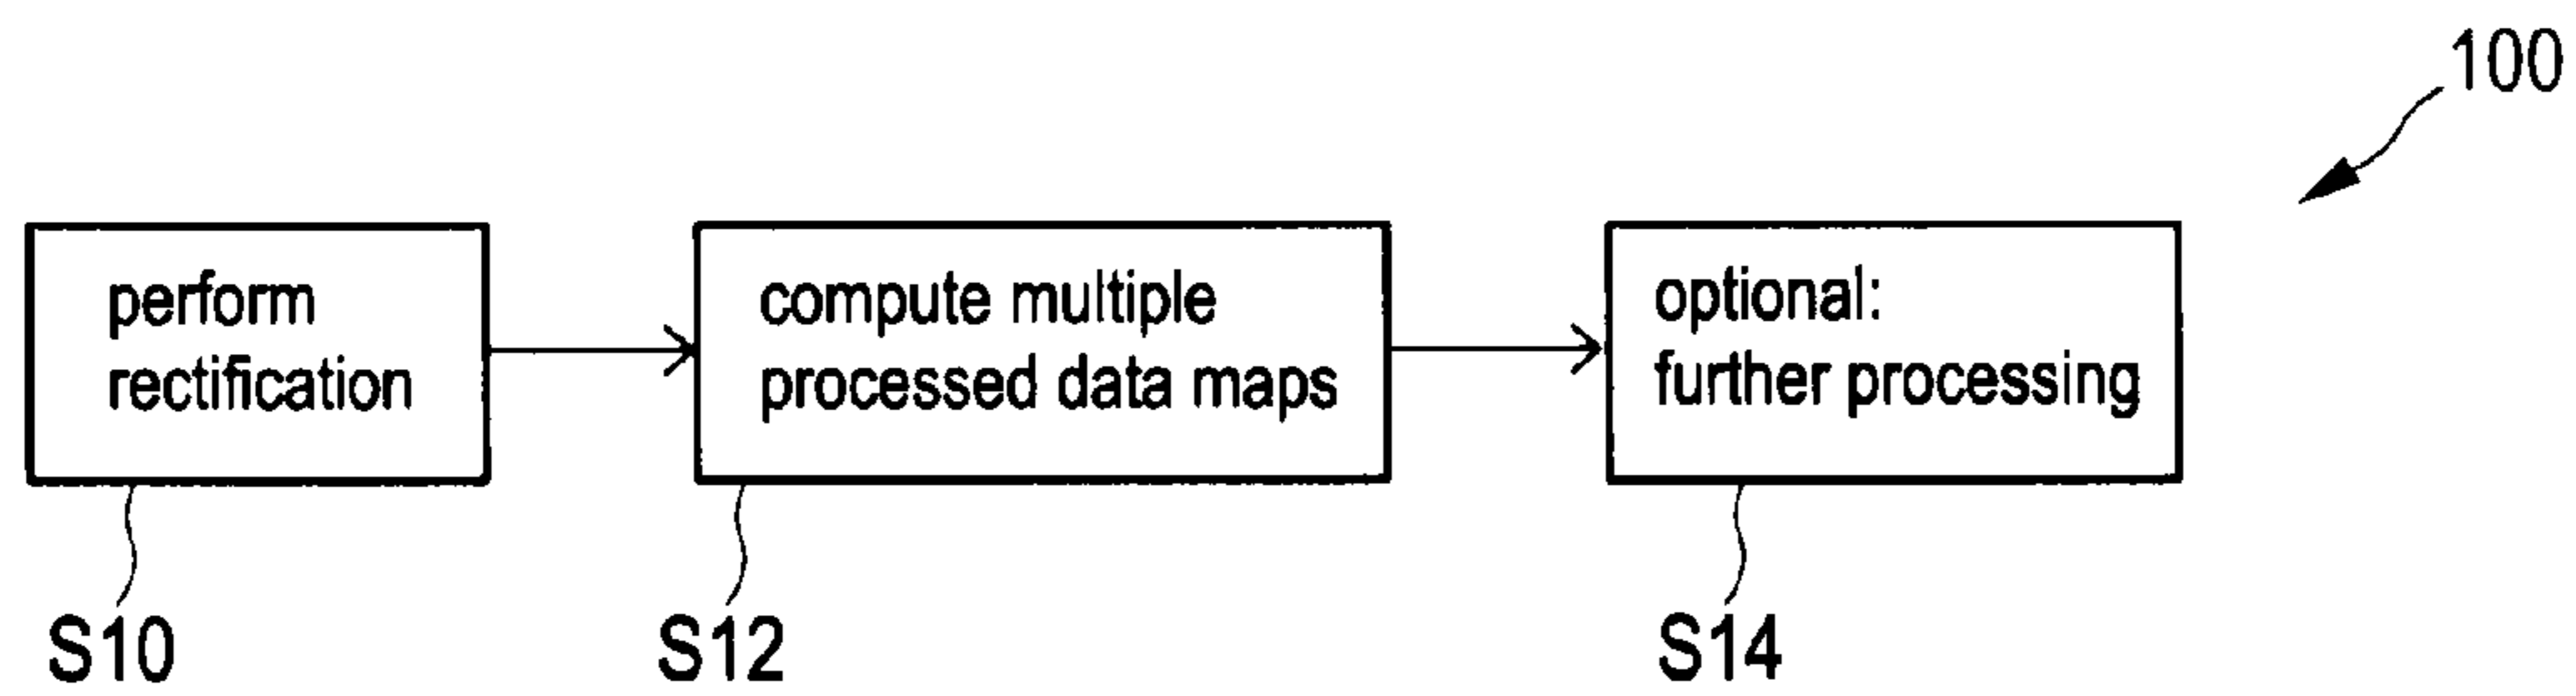 100
perform
rectification
compute multiple
processed data maps
optional:
further processing
S10
S12
S14